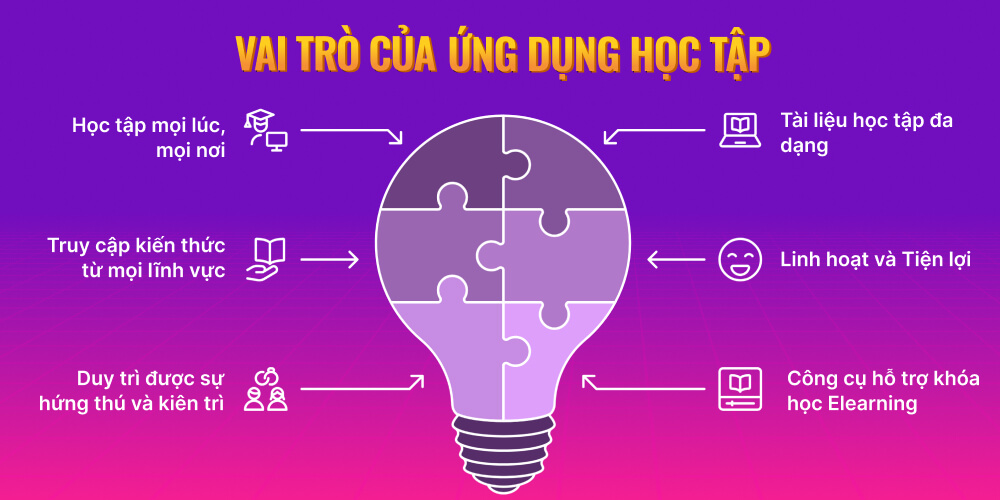 VAI TRÒ CỦA ỨNG DỤNG HỌC TẬP
Học tập mọi lúc,
mọi nơi
Truy cập kiến thức
từ mọi lĩnh vực
Duy trì được sự
hứng thú và kiên trì
Tài liệu học tập đa
dạng
Linh hoạt và Tiện lợi
Công cụ hỗ trợ khóa
học Elearning